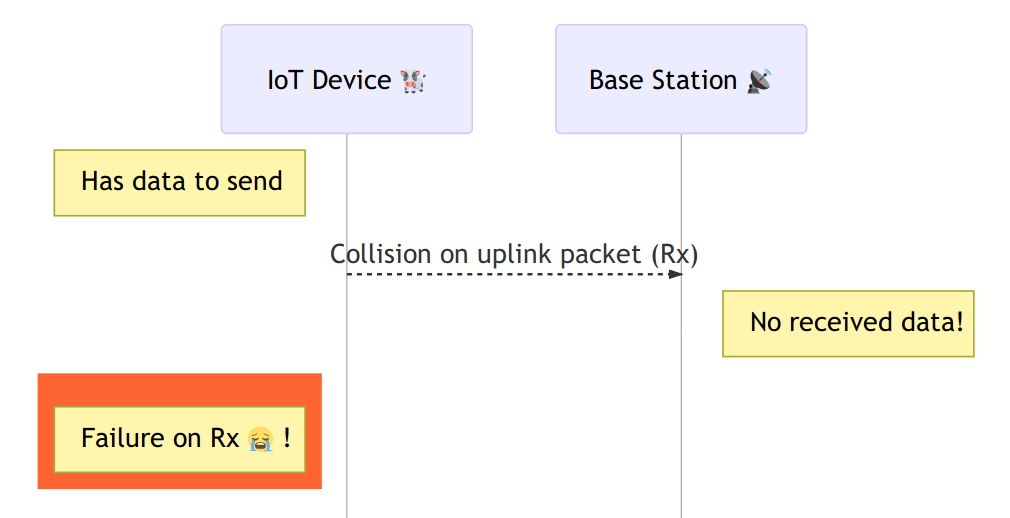 IoT Device 🐄
Base Station 📡
Has data to send
Collision on uplink packet (Rx)
No received data!
Failure on Rx 😭 !